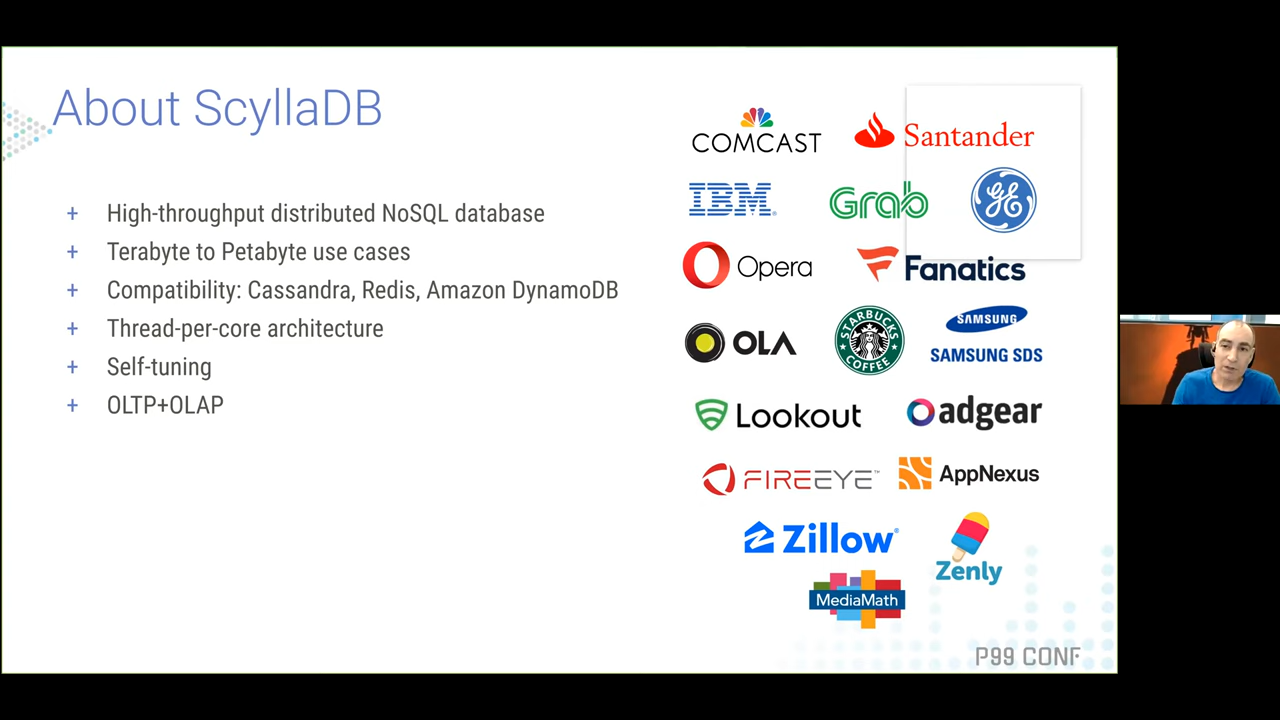 About ScyllaDB
+ High-throughput distributed NoSQL database
+ Terabyte to Petabyte use cases
+ Compatibility: Cassandra, Redis, Amazon DynamoDB
+ Thread-per-core architecture
+ Self-tuning
+ OLTP+OLAP
COMCAST
Santander
IBM®
Grab
GE
Opera
Fanatics
OLA
STARBUCKS
COFFEE
SAMSUNG
SAMSUNG SDS
Lookout
adgear
FIREEYE™
AppNexus
Zillow®
Zenly
MediaMath
P99 CONF